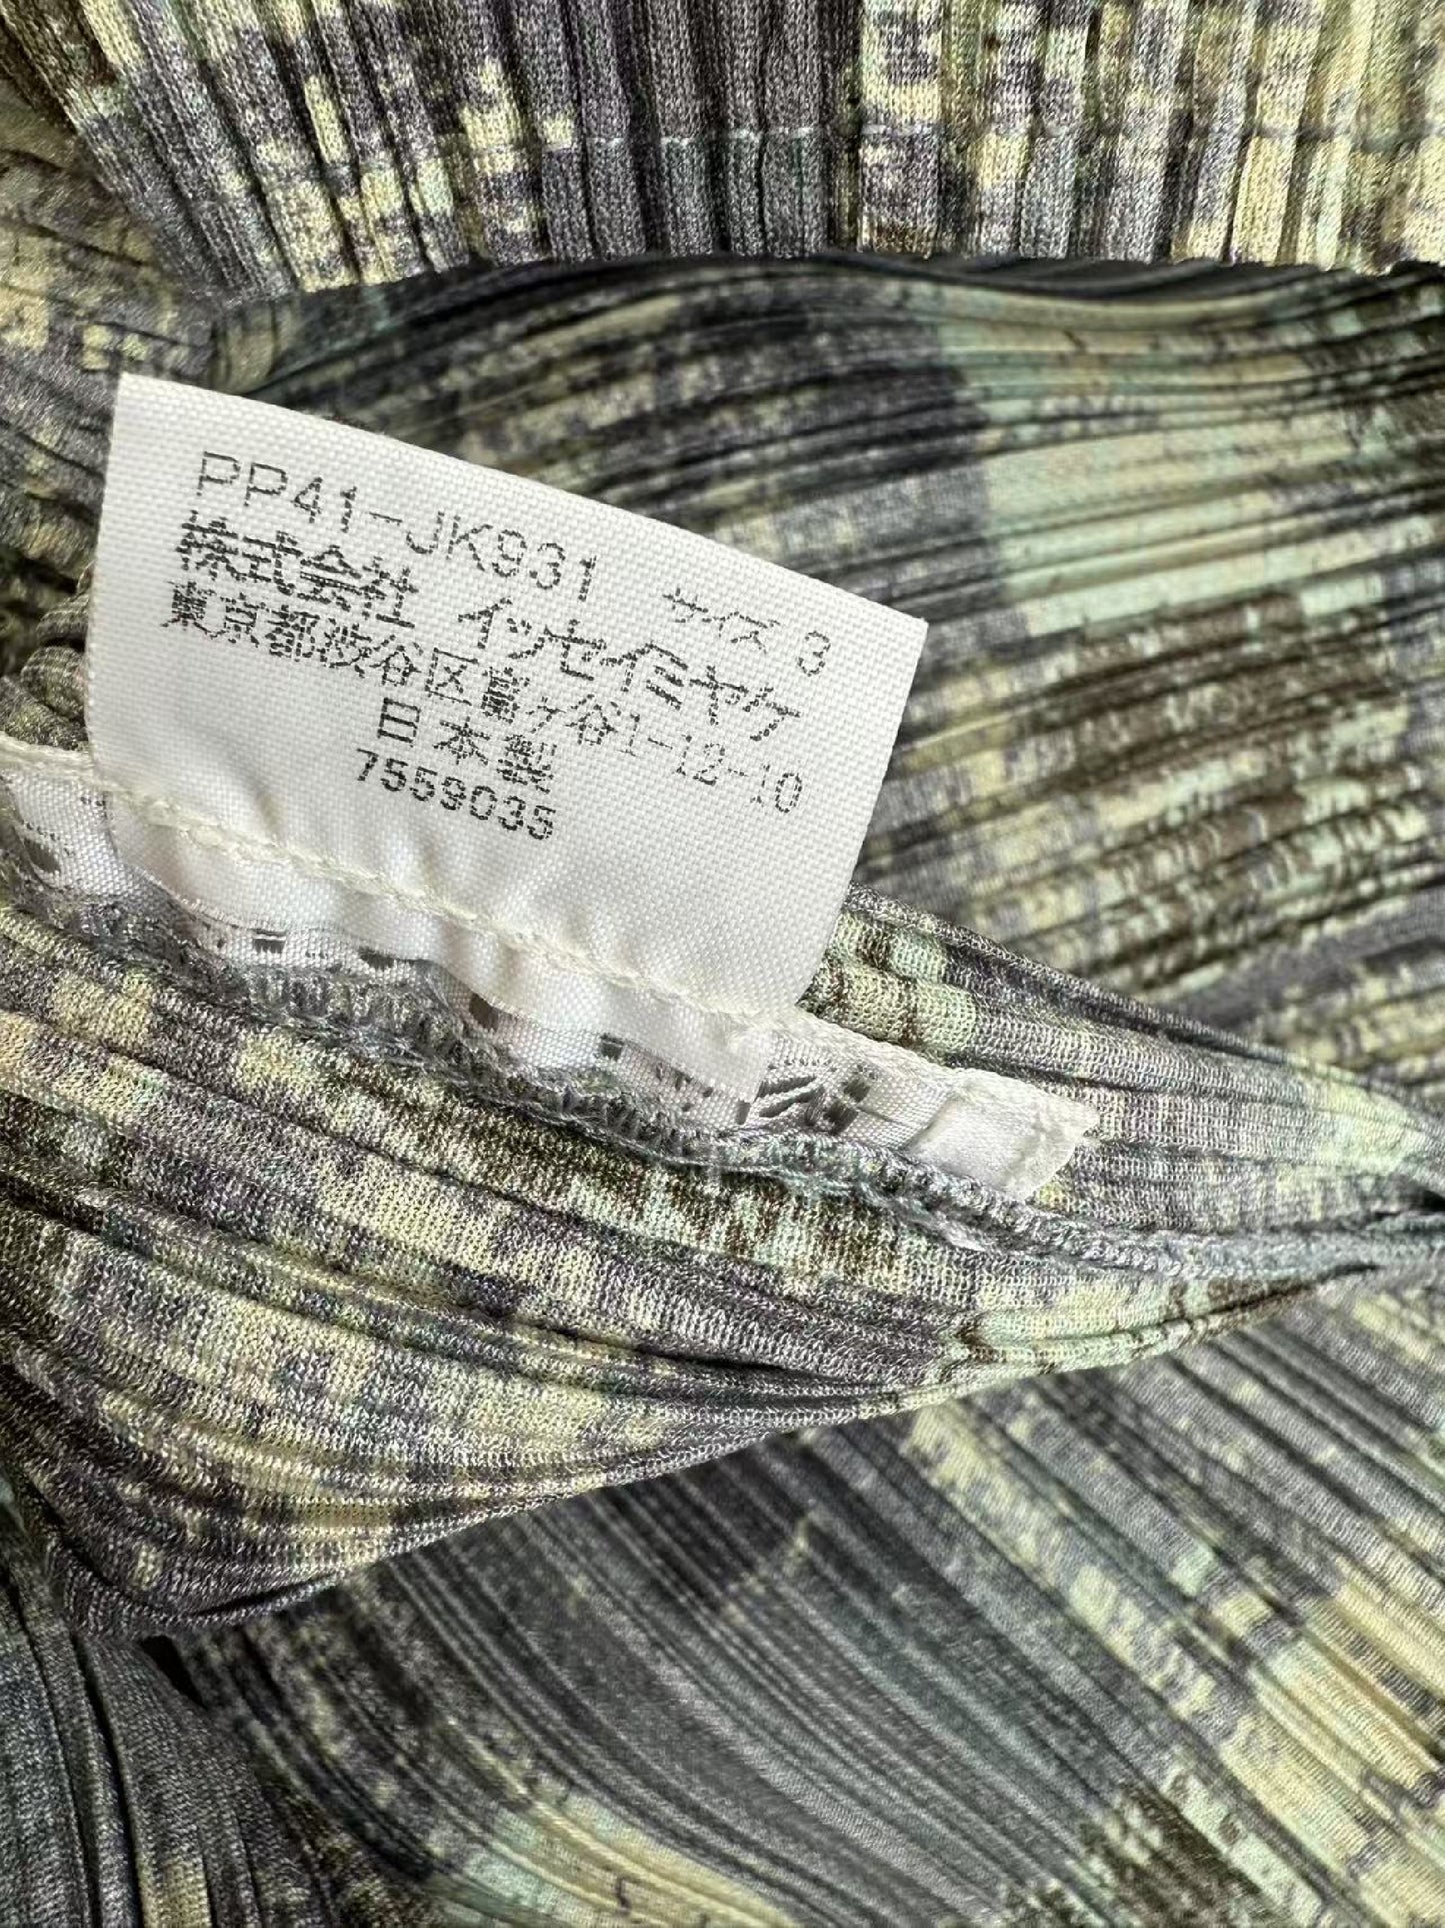 PP41-JK931 サイズ 3
株式会社 イッセイミヤケ
東京都渋谷区富ヶ谷1-12-10
日本製
7559035